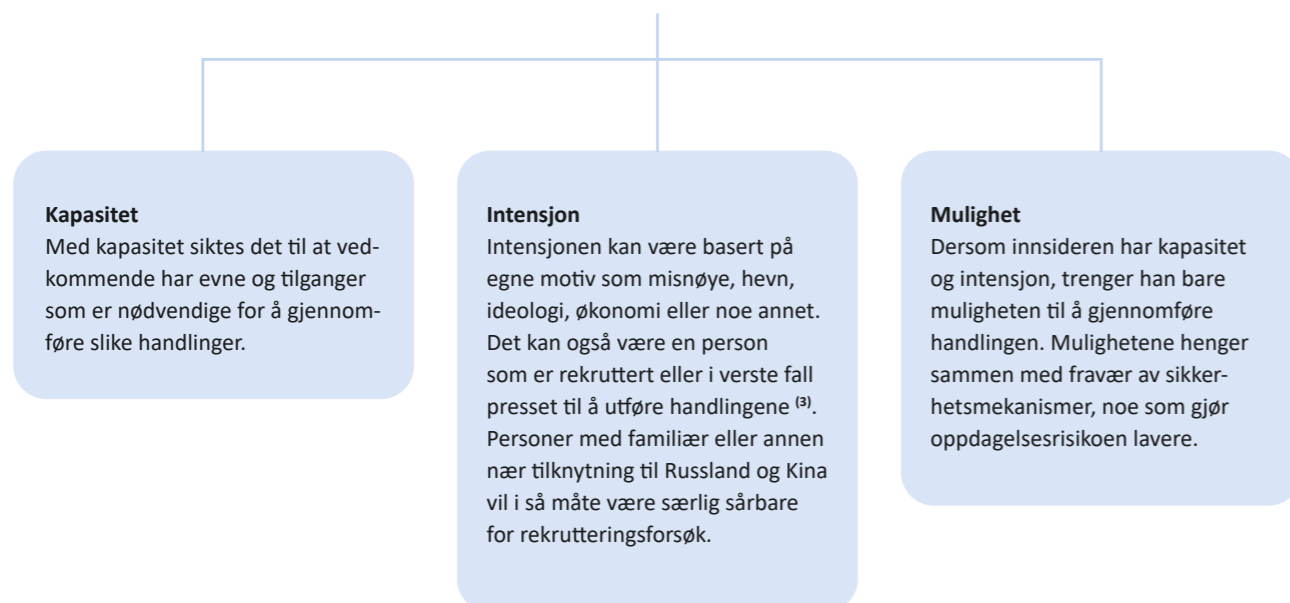 Kapasitet
Med kapasitet siktes det til at ved-
kommende har evne og tilganger
som er nødvendige for å gjennom-
føre slike handlinger.
Intensjon
Intensjonen kan være basert på
egne motiv som misnøye, hevn,
ideologi, økonomi eller noe annet.
Det kan også være en person
som er rekruttert eller i verste fall
presset til å utføre handlingene (3).
Personer med familiær eller annen
nær tilknytning til Russland og Kina
vil i så måte være særlig sårbare
for rekrutteringsforsøk.
Mulighet
Dersom innsideren har kapasitet
og intensjon, trenger han bare
muligheten til å gjennomføre
handlingen. Mulighetene henger
sammen med fravær av sikker-
hetsmekanismer, noe som gjør
oppdagelsesrisikoen lavere.